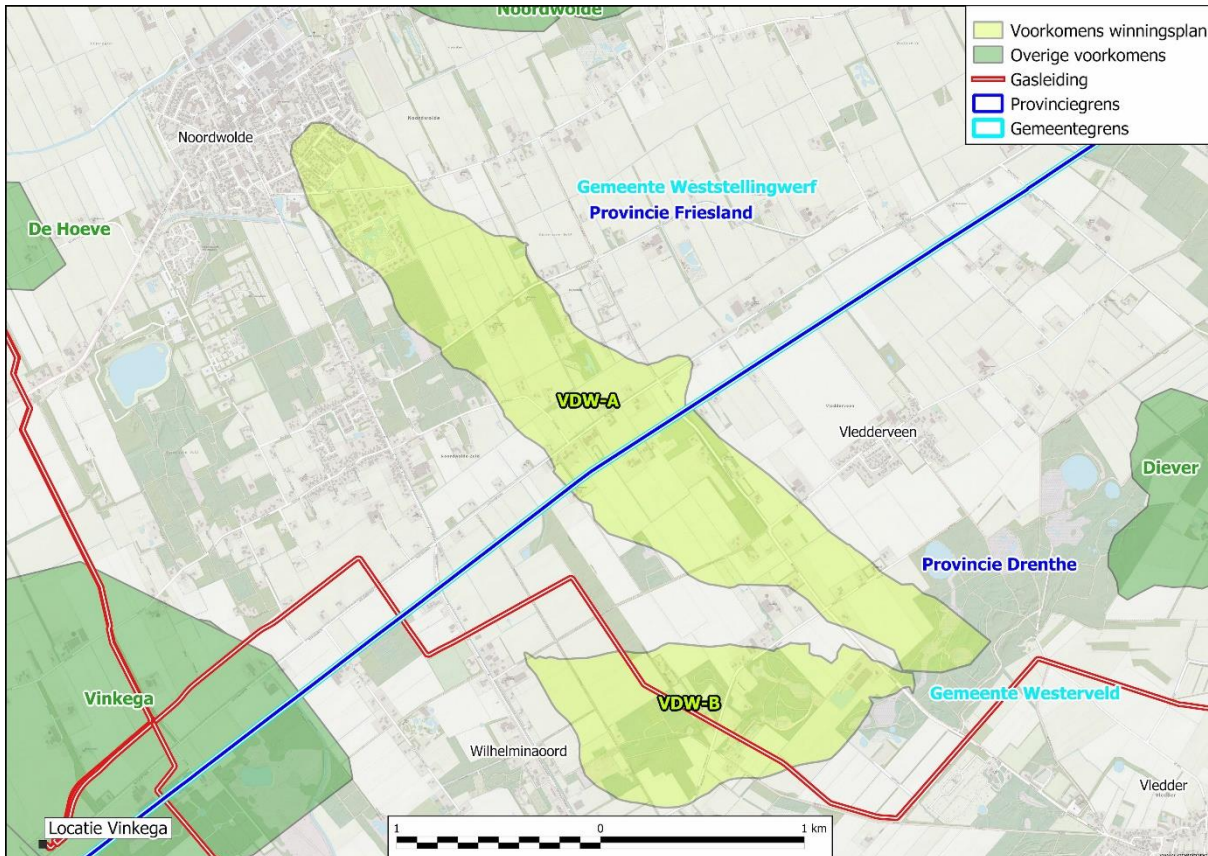 Noordwolde
Voorkomens winningsplan
Overige voorkomens
Gasleiding
Provinciegrens
Gemeentegrens
Noordwolde
Gemeente Weststellingwerf
Provincie Friesland
De Hoeve
VDW-A
Vledderveen
Diever
Provincie Drenthe
Vinkega
VDW-B
Gemeente Westerveld
Wilhelminaoord
Vledder
Locatie Vinkega
1 0 1 km